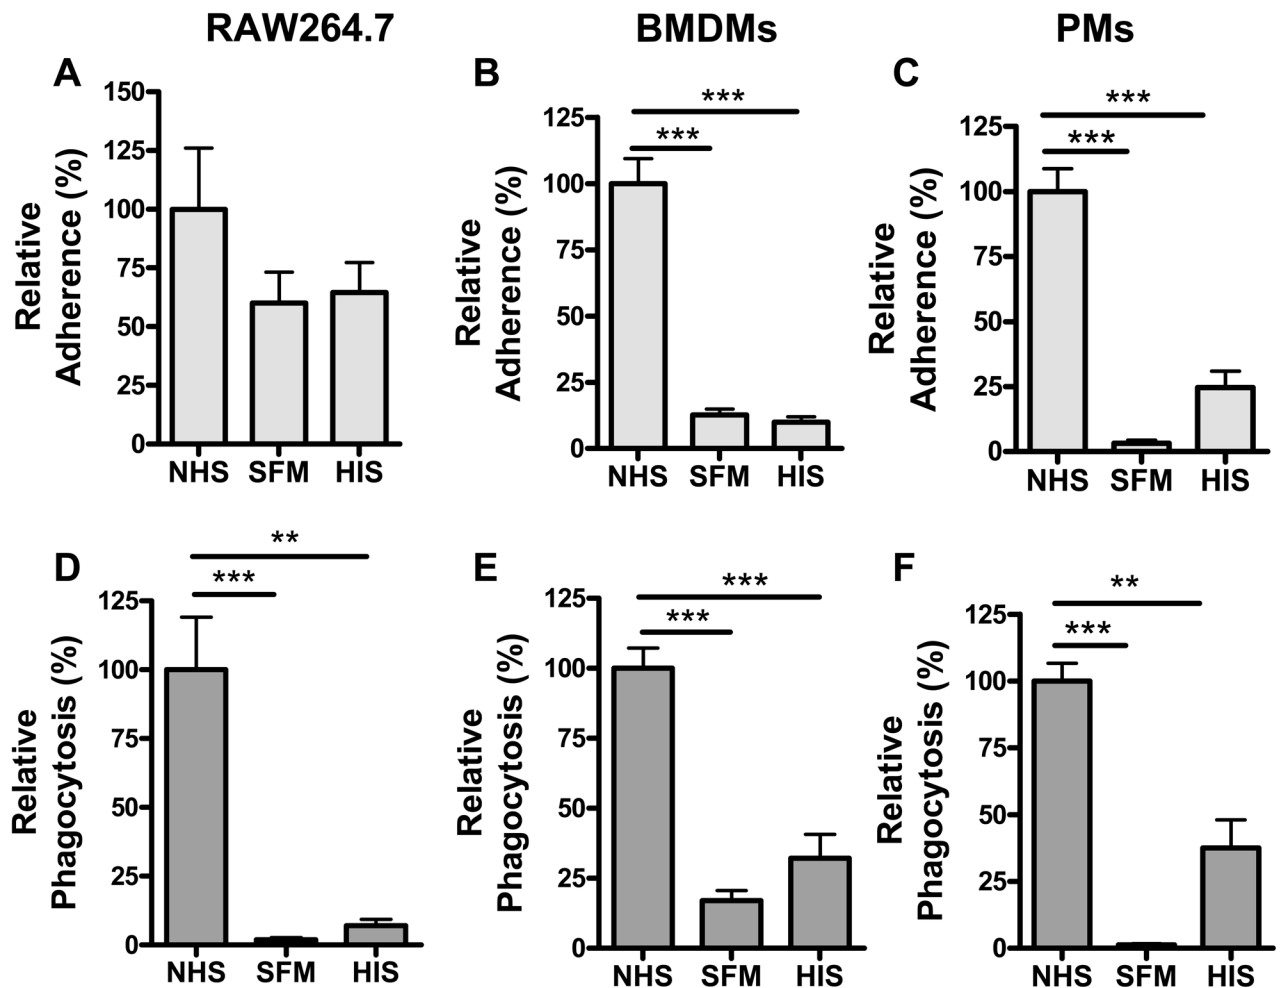 RAW264.7 BMDMs PMs
A
Relative
Adherence (%)
150
125
100
75
50
25
0
NHS SFM HIS
B
Relative
Adherence (%)
***
***
125
100
75
50
25
0
NHS SFM HIS
C
Relative
Adherence (%)
***
***
125
100
75
50
25
0
NHS SFM HIS
D
Relative
Phagocytosis (%)
**
***
125
100
75
50
25
0
NHS SFM HIS
E
Relative
Phagocytosis (%)
***
***
125
100
75
50
25
0
NHS SFM HIS
F
Relative
Phagocytosis (%)
**
***
125
100
75
50
25
0
NHS SFM HIS